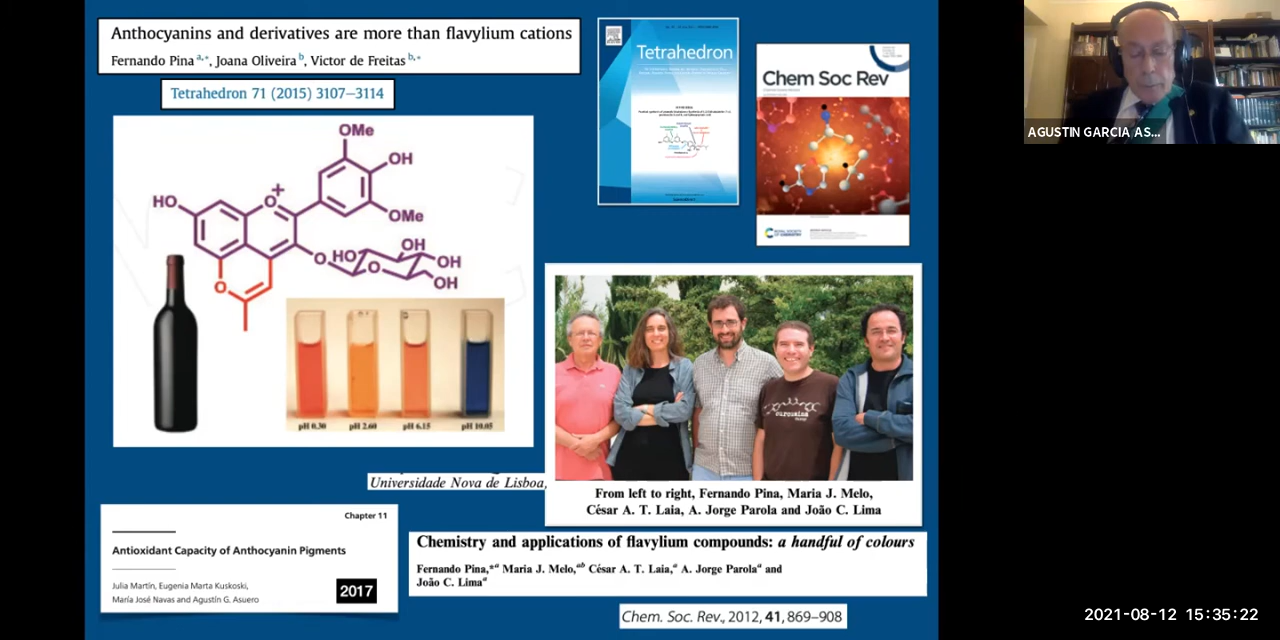 Anthocyanins and derivatives are more than flavylium cations
Fernando Pina a,*, Joana Oliveira b, Victor de Freitas b,*
Tetrahedron 71 (2015) 3107–3114
OMe
OH
HO
O
+
OMe
O
HO
OH
O
OH
OH
O
pH 0.30
pH 2.60
pH 6.15
pH 10.05
Tetrahedron
Chem Soc Rev
AGUSTIN GARCIA AS...
Universidade Nova de Lisboa,
From left to right, Fernando Pina, Maria J. Melo,
César A. T. Laia, A. Jorge Parola and João C. Lima
Chapter 11
Antioxidant Capacity of Anthocyanin Pigments
Julia Martín, Eugenia Marta Kuskoski,
María José Navas and Agustín G. Asuero
2017
Chemistry and applications of flavylium compounds: a handful of colours
Fernando Pina,*a Maria J. Melo,ab César A. T. Laia,a A. Jorge Parolaa and
João C. Limaa
Chem. Soc. Rev., 2012, 41, 869–908
2021-08-12 15:35:22